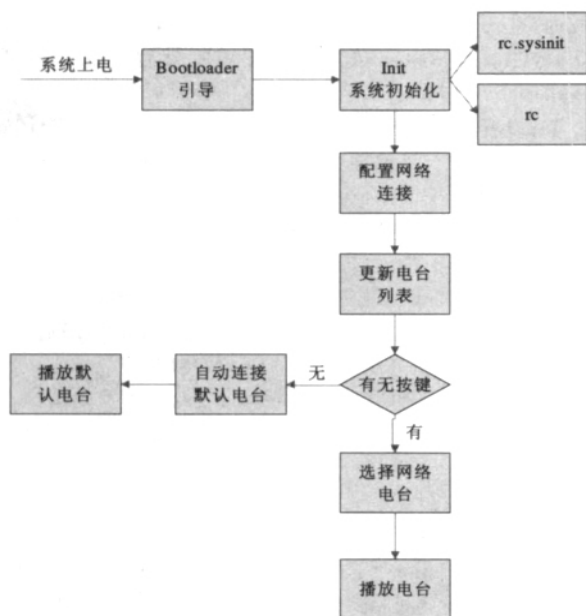 系统上电
Bootloader
引导
Init
系统初始化
rc.sysinit
rc
配置网络
连接
更新电台
列表
有无按键
无
自动连接
默认电台
播放默
认电台
有
选择网络
电台
播放电台